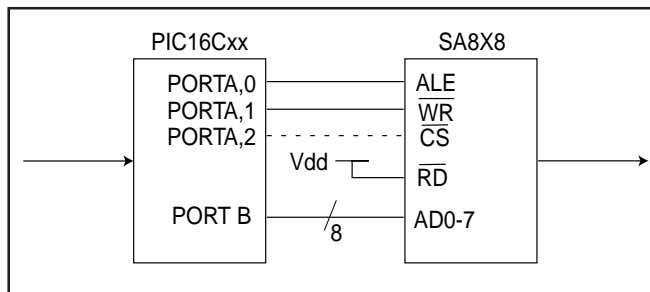 PIC16Cxx
SA8X8
PORTA,0
ALE
PORTA,1
WR
PORTA,2
CS
Vdd
RD
PORT B
8
AD0-7